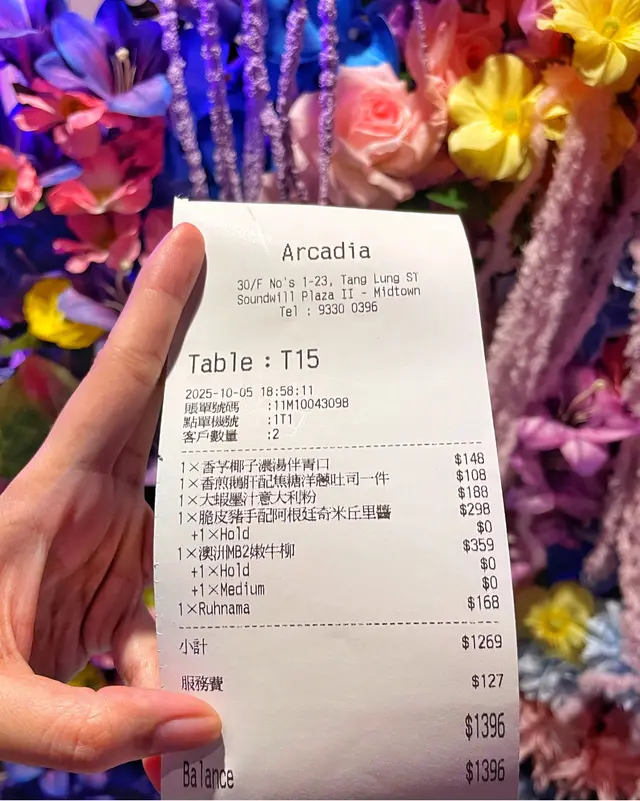 Arcadia
30/F No's 1-23, Tang Lung ST
Soundwill Plaza II - Midtown
Tel : 9330 0396
Table : T15
2025-10-05 18:58:11
賬單號碼 :11M10043098
點單機號 :1T1
客戶數量 :2
1×香芋椰子濃湯伴青口 $148
1×香煎鵝肝配焦糖洋蔥吐司一件 $108
1×大蝦墨汁意大利粉 $188
1×脆皮豬手配阿根廷奇米丘里醬 $298
+1×Hold $0
1×澳洲MB2嫩牛柳 $359
+1×Hold $0
+1×Medium $0
1×Ruhnama $168
小計 $1269
服務費 $127
$1396
Balance $1396